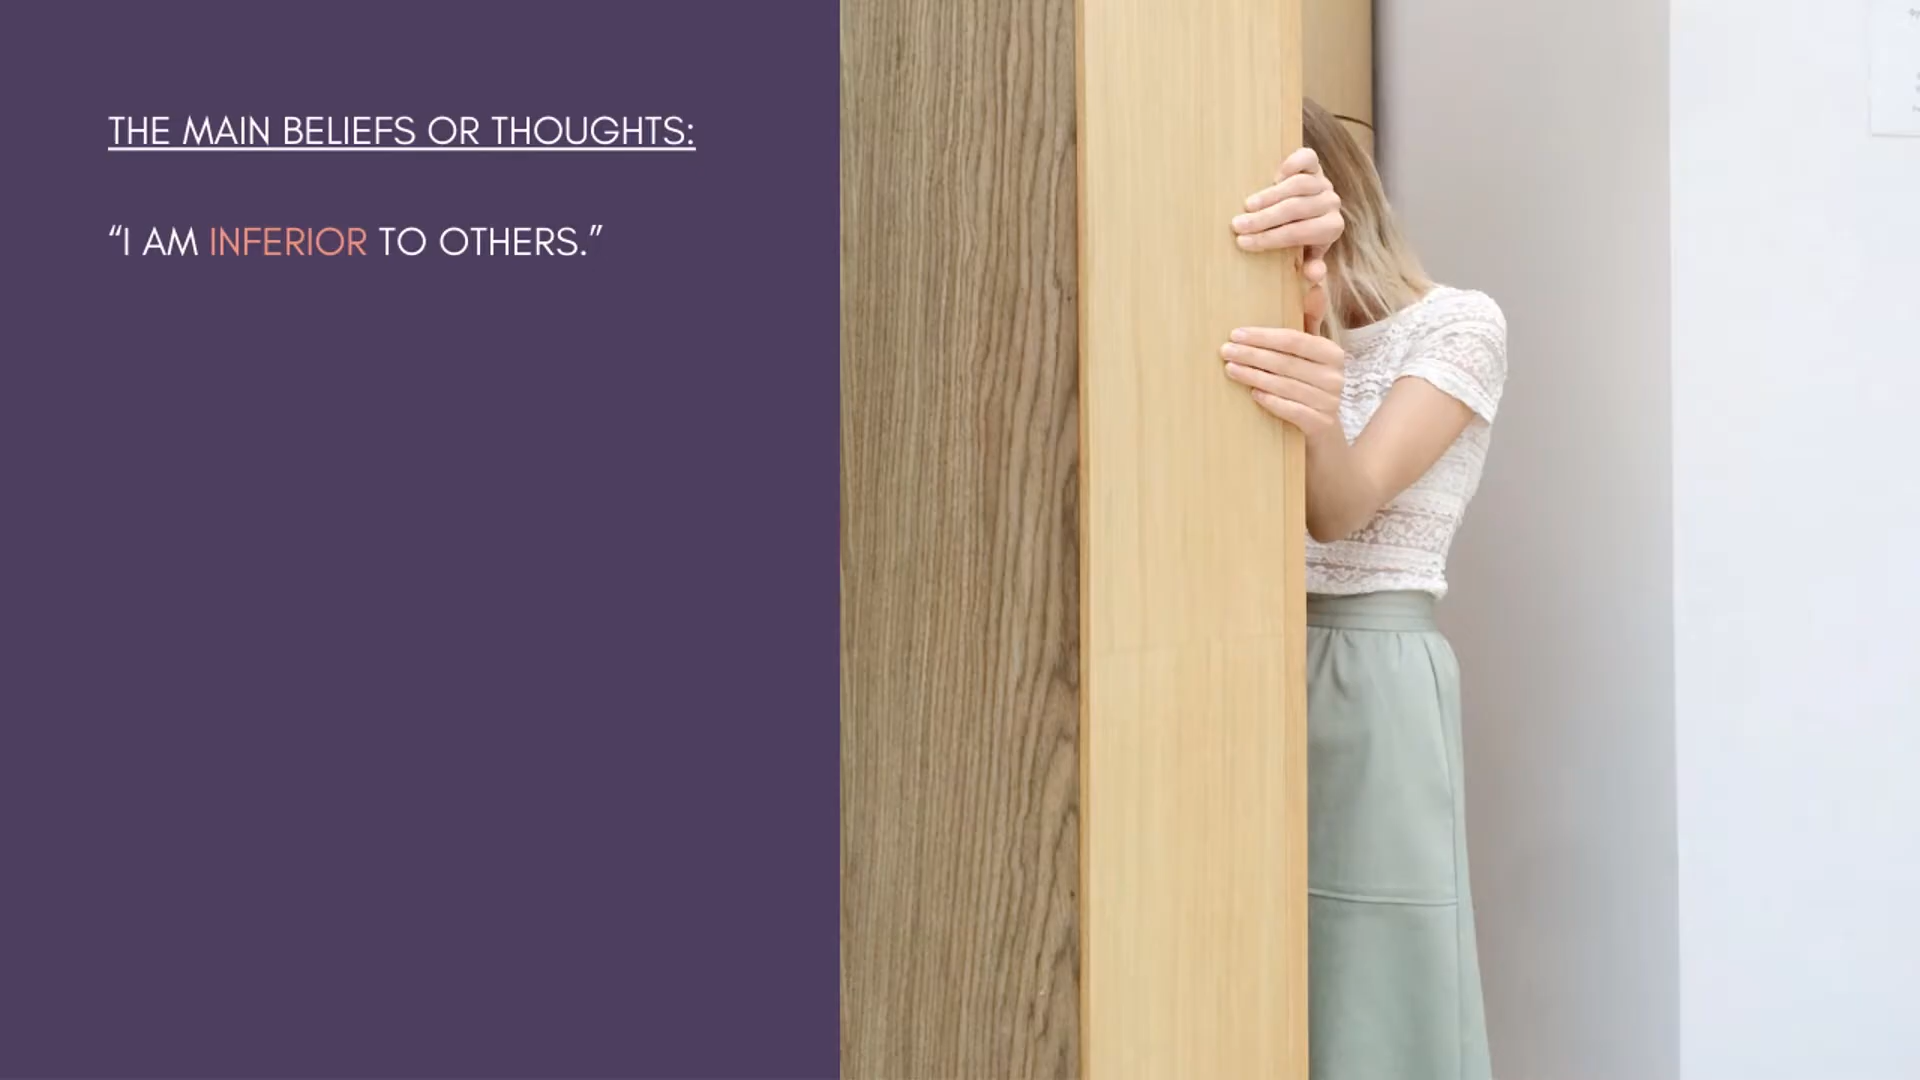 THE MAIN BELIEFS OR THOUGHTS:
“I AM INFERIOR TO OTHERS.”